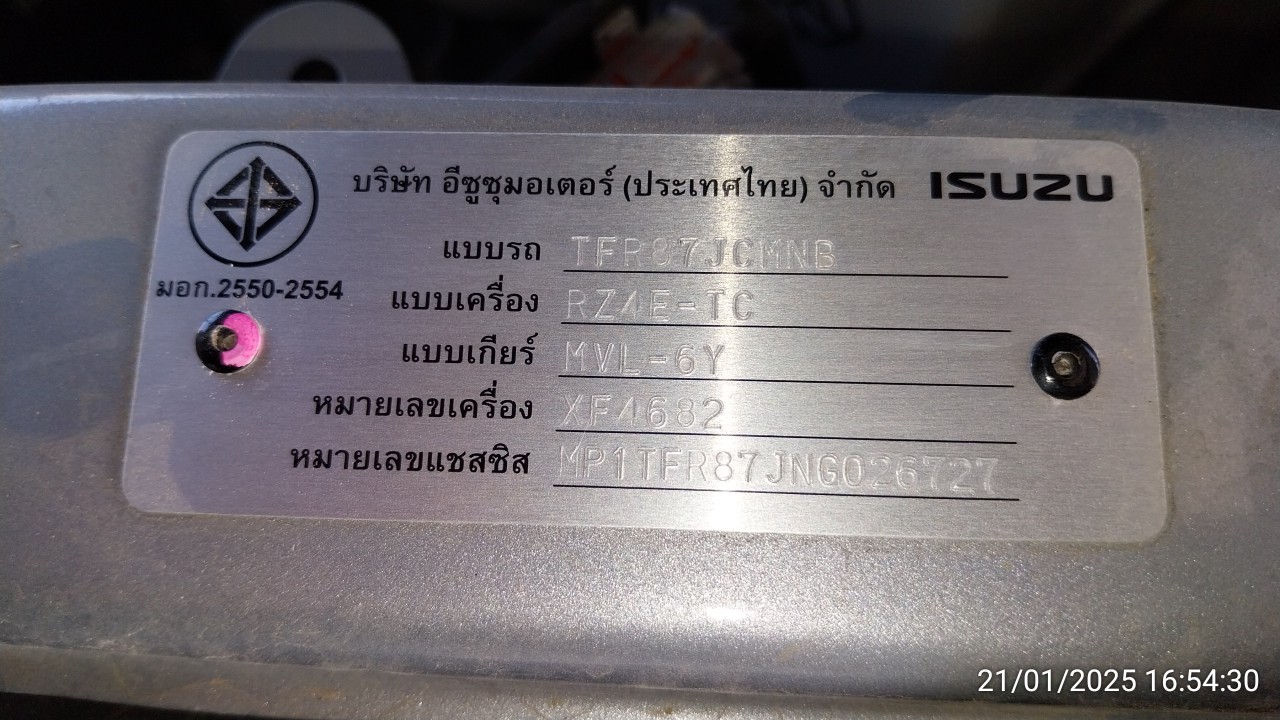 บริษัท อีซูซุมอเตอร์ (ประเทศไทย) จำกัด ISUZU
แบบรถ TFR87JCMNB
มอก.2550-2554
แบบเครื่อง RZ4E-TC
แบบเกียร์ MVL-6Y
หมายเลขเครื่อง XF4682
หมายเลขแชสซิส MP1TFR87JNG026727
21/01/2025 16:54:30